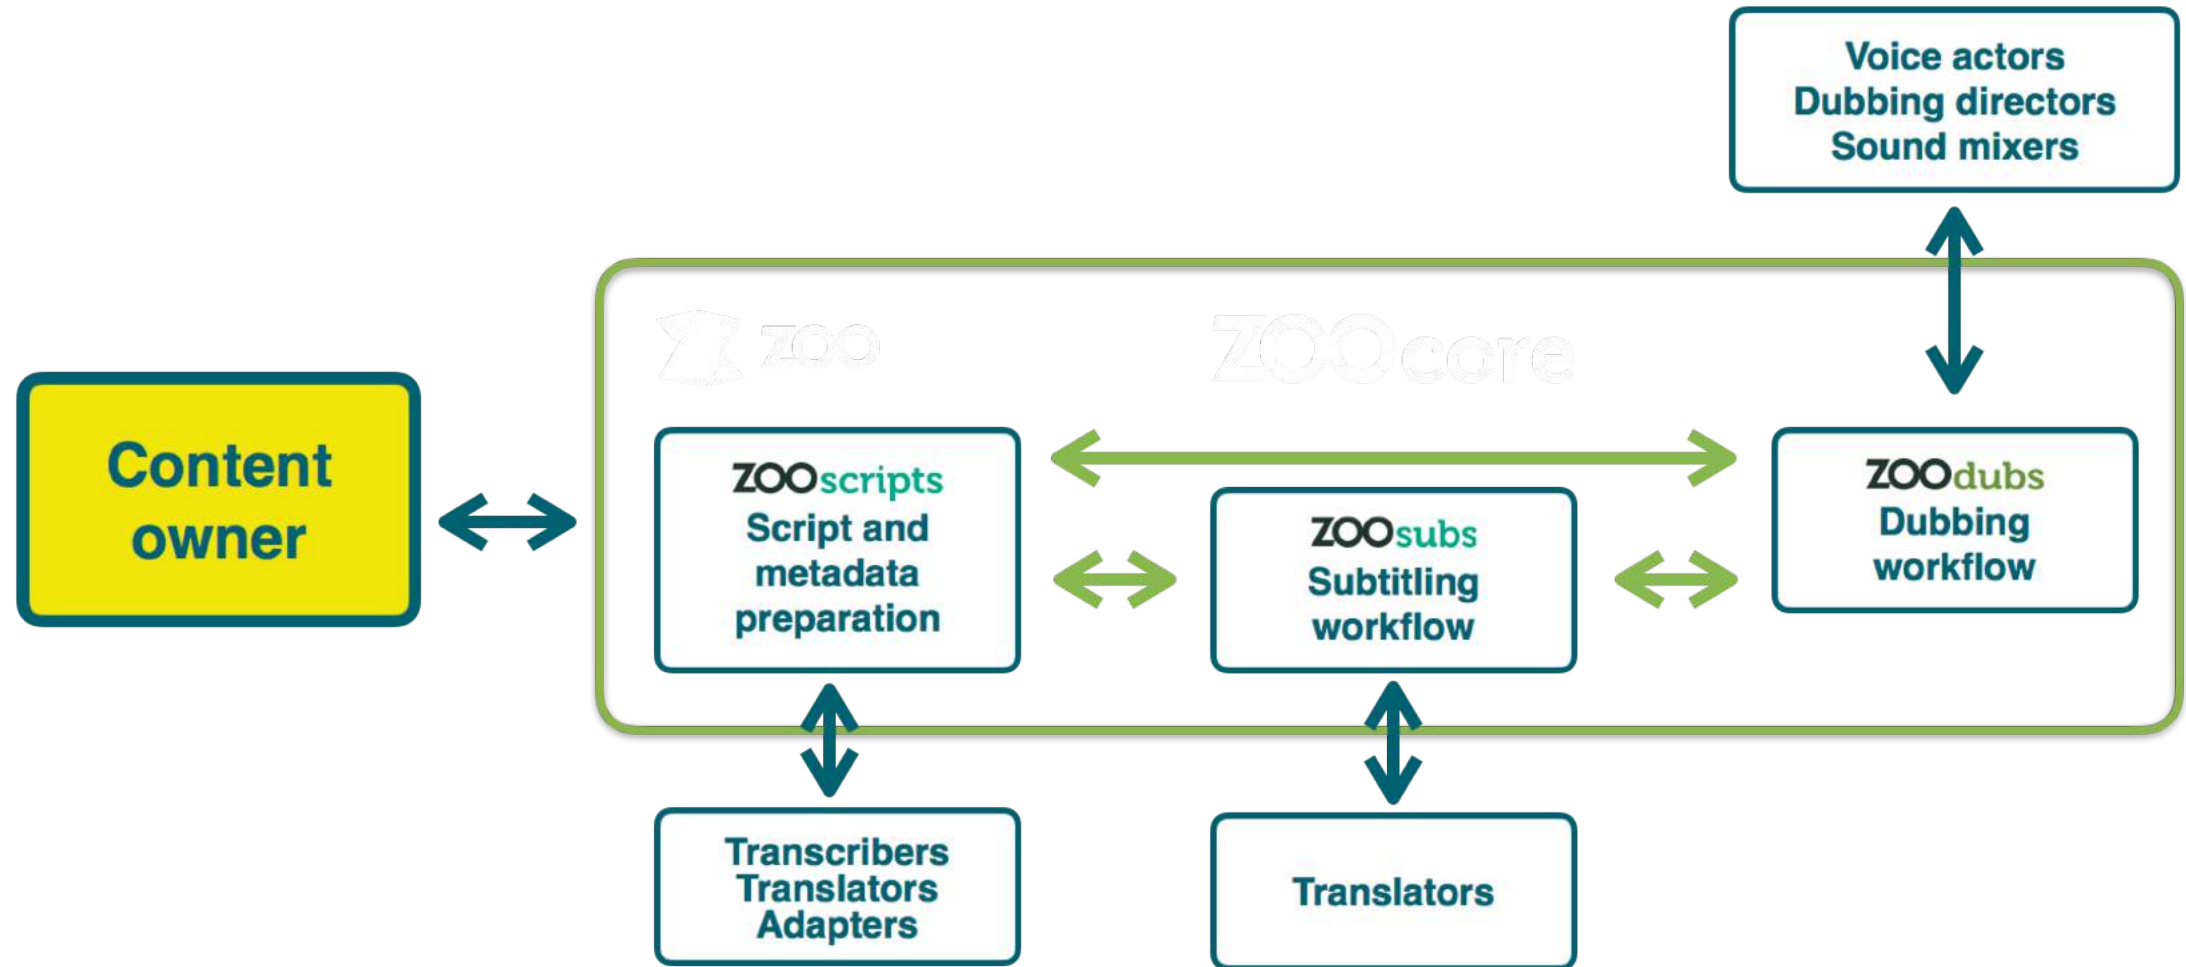 Voice actors
Dubbing directors
Sound mixers
ZOO
ZOOcore
Content
owner
ZOOscripts
Script and
metadata
preparation
ZOOsubs
Subtitling
workflow
ZOOdubs
Dubbing
workflow
Transcribers
Translators
Adapters
Translators